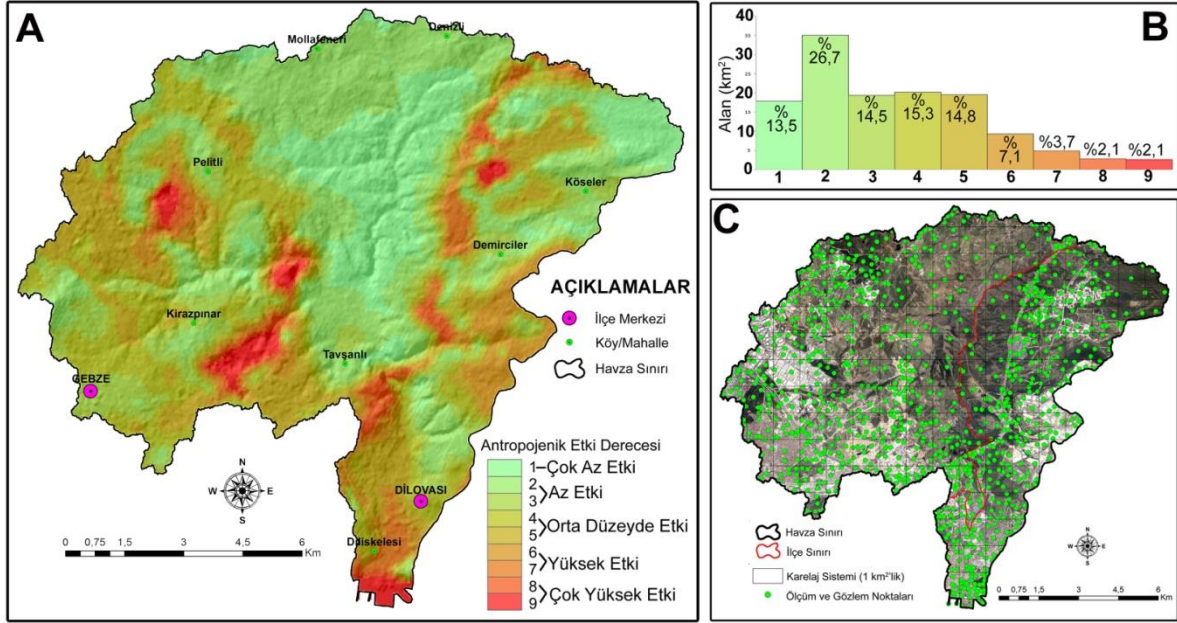 A
Mollafeneri
Denizli
Pelitli
Köseler
Demirciler
Kirazpınar
Tavşanlı
GEBZE
DİLOVASI
Diliskelesi
AÇIKLAMALAR
İlçe Merkezi
Köy/Mahalle
Havza Sınırı
Antropojenik Etki Derecesi
1 Çok Az Etki
2
3
Az Etki
4
5
Orta Düzeyde Etki
6
7
Yüksek Etki
8
9
Çok Yüksek Etki
N
W E
S
0 0,75 1,5 3 4,5 6
Km
B
Alan (km²)
40
30
20
10
0
%
13,5
%
26,7
%
14,5
%
15,3
%
14,8
%
7,1
%3,7
%2,1
%2,1
1 2 3 4 5 6 7 8 9
C
Havza Sınırı
İlçe Sınırı
Karelaj Sistemi (1 km²'lik)
Ölçüm ve Gözlem Noktaları
N
W E
S
0 0,75 1,5 3 4,5 6
Km